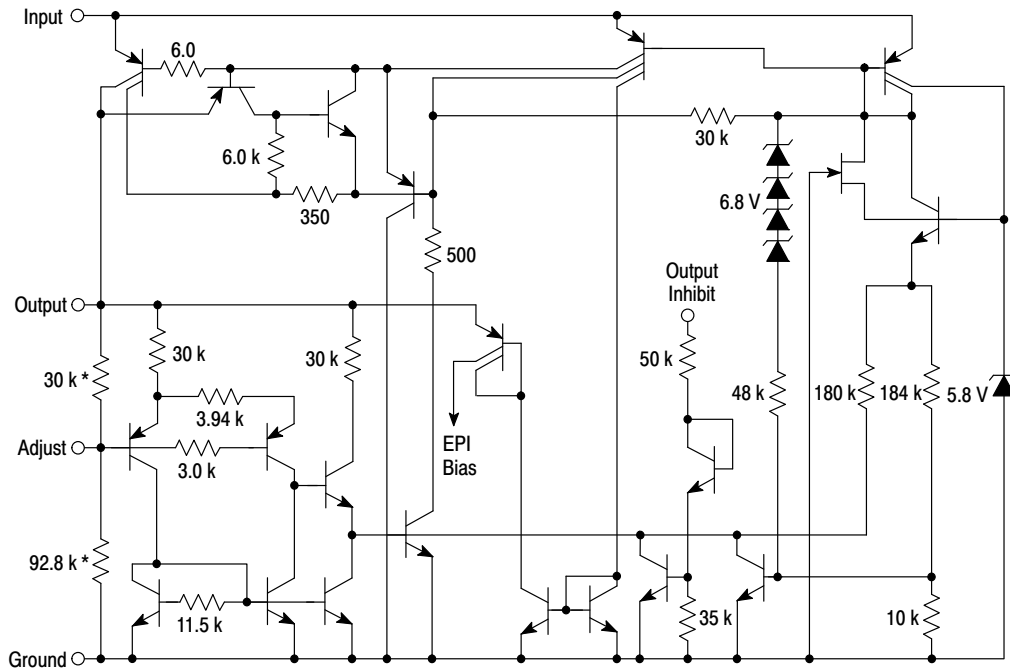 Input
6.0
30 k
6.0 k
6.8 V
350
500
Output
Inhibit
Output
30 k
30 k
50 k
30 k *
48 k
180 k
184 k
5.8 V
3.94 k
EPI
Bias
Adjust
3.0 k
92.8 k *
11.5 k
35 k
10 k
Ground